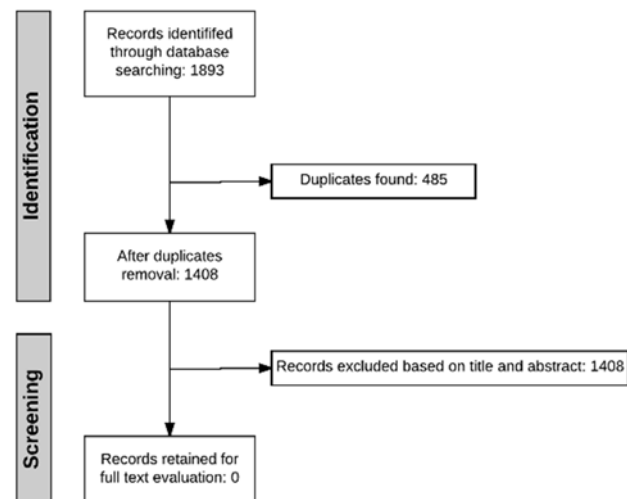 Identification
Records identififed
through database
searching: 1893
Duplicates found: 485
After duplicates
removal: 1408
Screening
Records excluded based on title and abstract: 1408
Records retained for
full text evaluation: 0